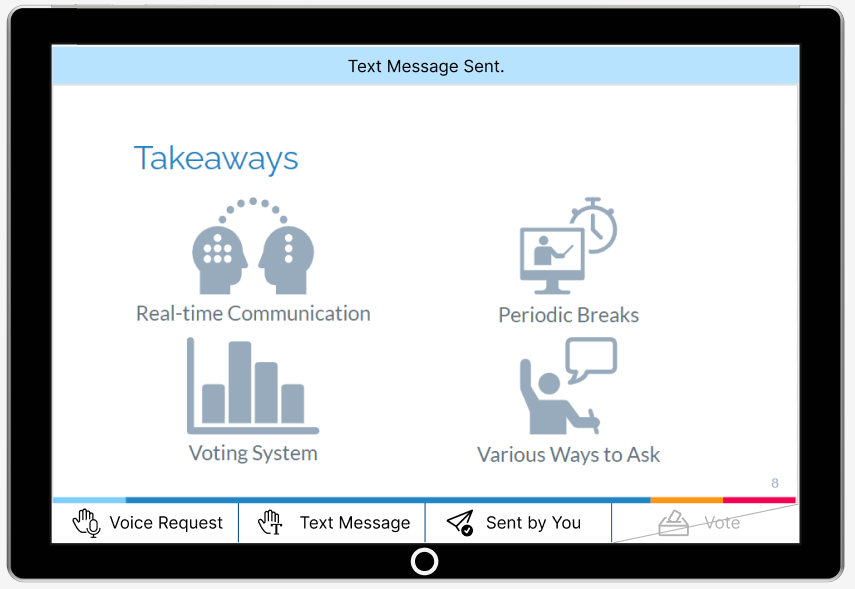 Text Message Sent.
Takeaways
Real-time Communication
Periodic Breaks
Voting System
Various Ways to Ask
8
Voice Request
T
Text Message
Sent by You
Vote